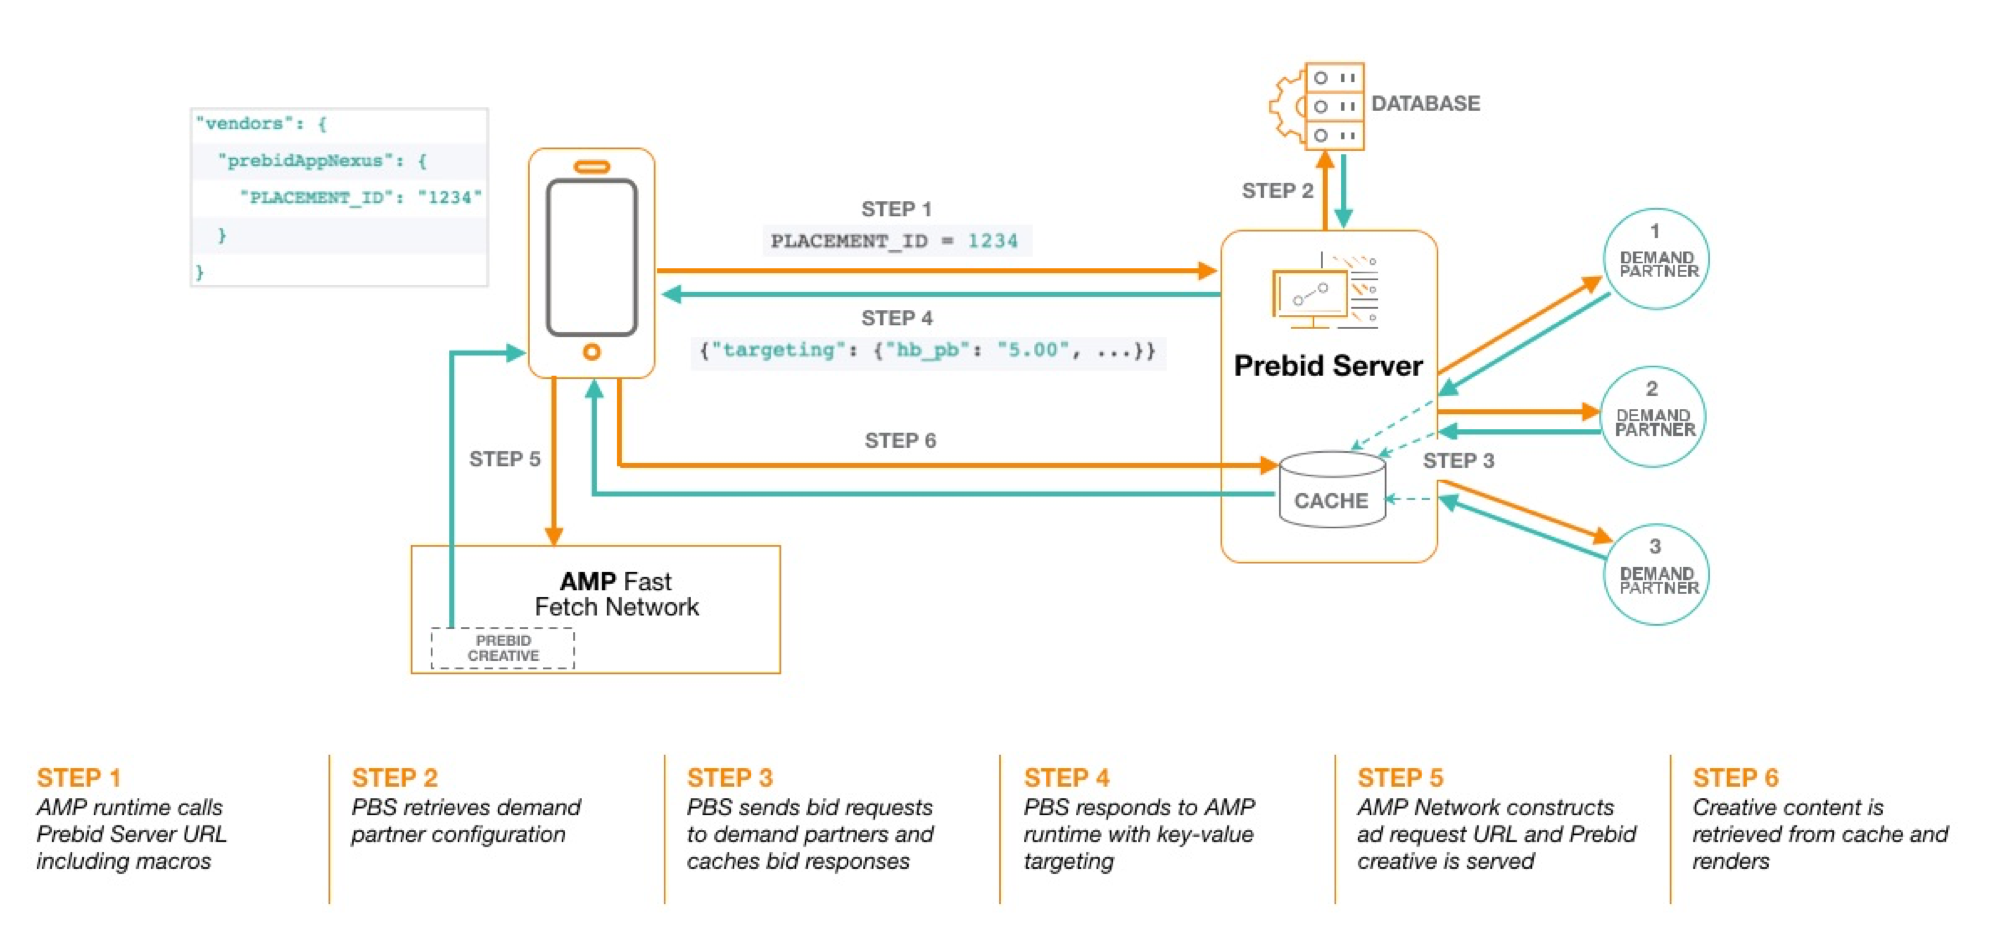 "vendors": {
"prebidAppNexus": {
"PLACEMENT_ID": "1234"
}
}
STEP 1
PLACEMENT_ID = 1234
STEP 4
{"targeting": {"hb_pb": "5.00", ...}}
STEP 2
DATABASE
Prebid Server
1
DEMAND
PARTNER
2
DEMAND
PARTNER
STEP 3
3
DEMAND
PARTNER
CACHE
STEP 6
STEP 5
AMP Fast
Fetch Network
PREBID
CREATIVE
STEP 1
AMP runtime calls
Prebid Server URL
including macros
STEP 2
PBS retrieves demand
partner configuration
STEP 3
PBS sends bid requests
to demand partners and
caches bid responses
STEP 4
PBS responds to AMP
runtime with key-value
targeting
STEP 5
AMP Network constructs
ad request URL and Prebid
creative is served
STEP 6
Creative content is
retrieved from cache and
renders